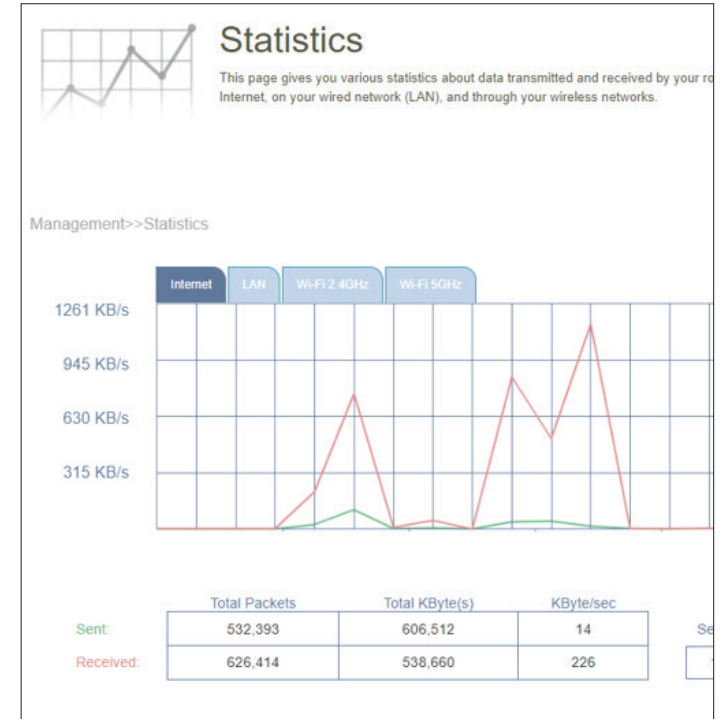 Statistics
This page gives you various statistics about data transmitted and received by your ro
Internet, on your wired network (LAN), and through your wireless networks.
Management>>Statistics
Internet LAN Wi-Fi 2.4GHz Wi-Fi 5GHz
1261 KB/s
945 KB/s
630 KB/s
315 KB/s
Total Packets Total KByte(s) KByte/sec
Sent: 532,393 606,512 14 Se
Received: 626,414 538,660 226